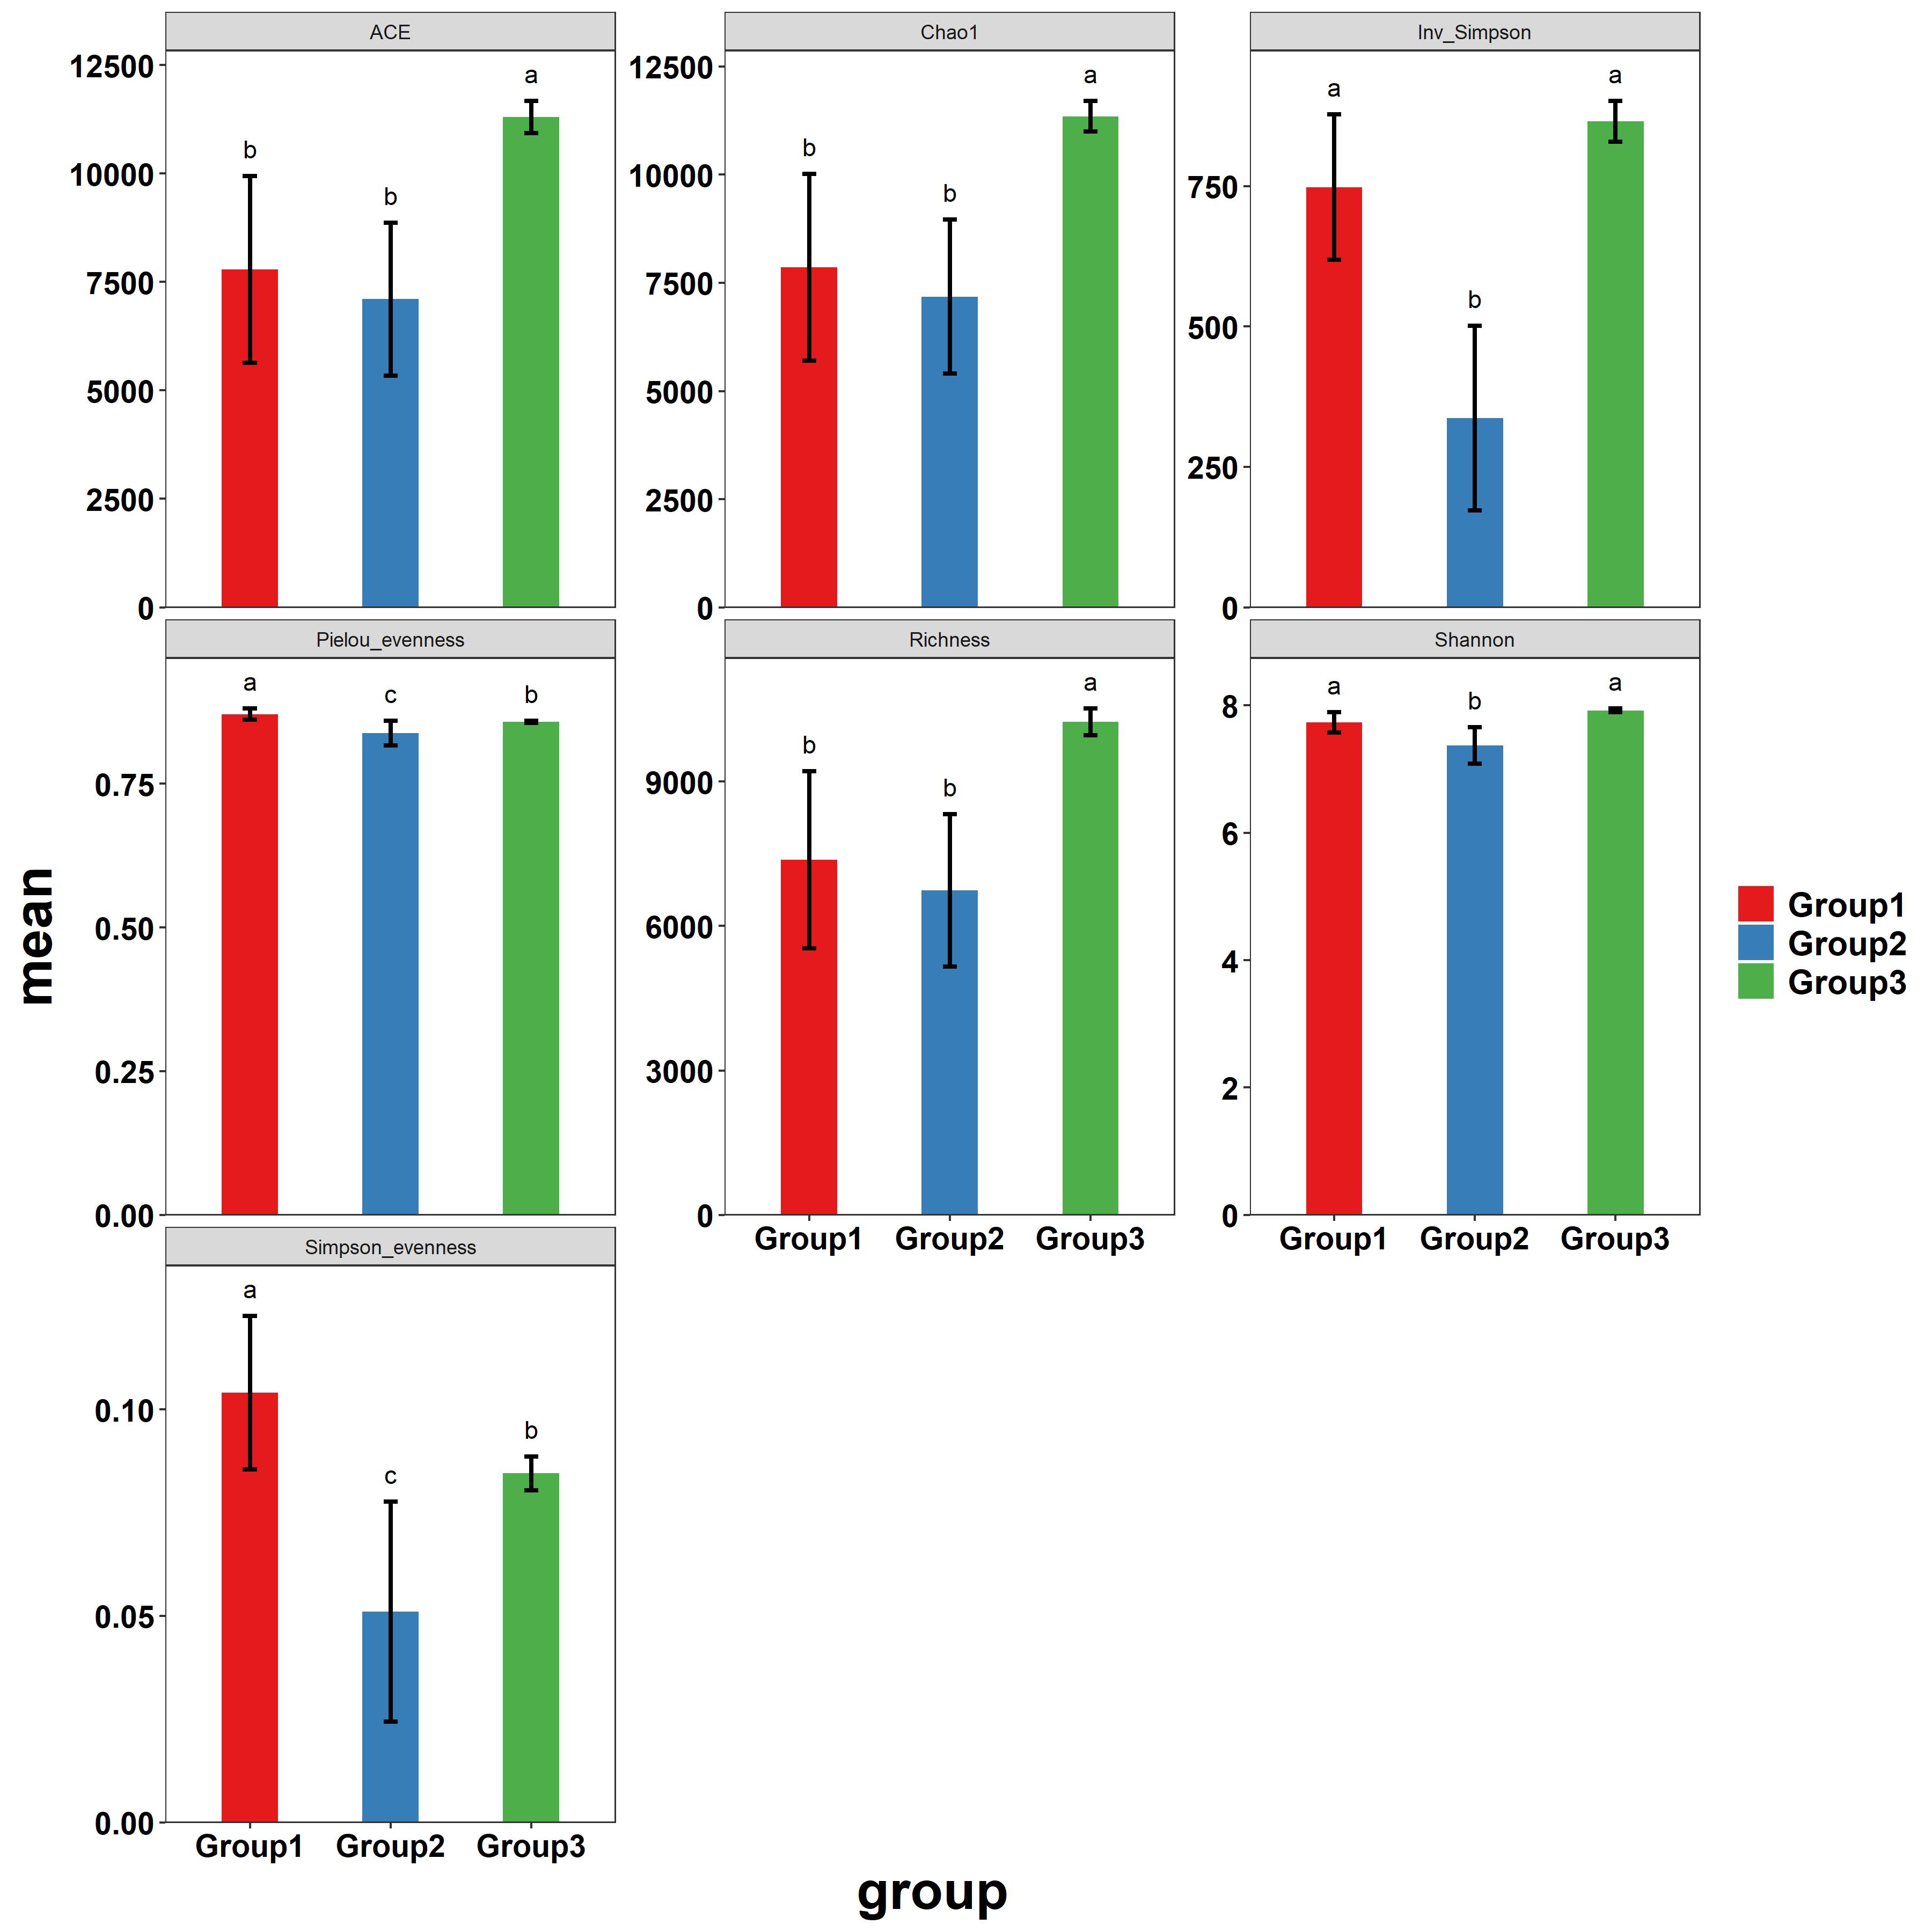 ACE
Chao1
Inv_Simpson
12500
10000
7500
5000
2500
0
b
b
a
12500
10000
7500
5000
2500
0
b
b
a
750
500
250
0
a
b
a
Pielou_evenness
Richness
Shannon
0.75
0.50
0.25
0.00
a
c
b
9000
6000
3000
0
b
b
a
Group1 Group2 Group3
8
6
4
2
0
a
b
a
Group1 Group2 Group3
Simpson_evenness
0.10
0.05
0.00
a
c
b
Group1 Group2 Group3
mean
group
Group1
Group2
Group3